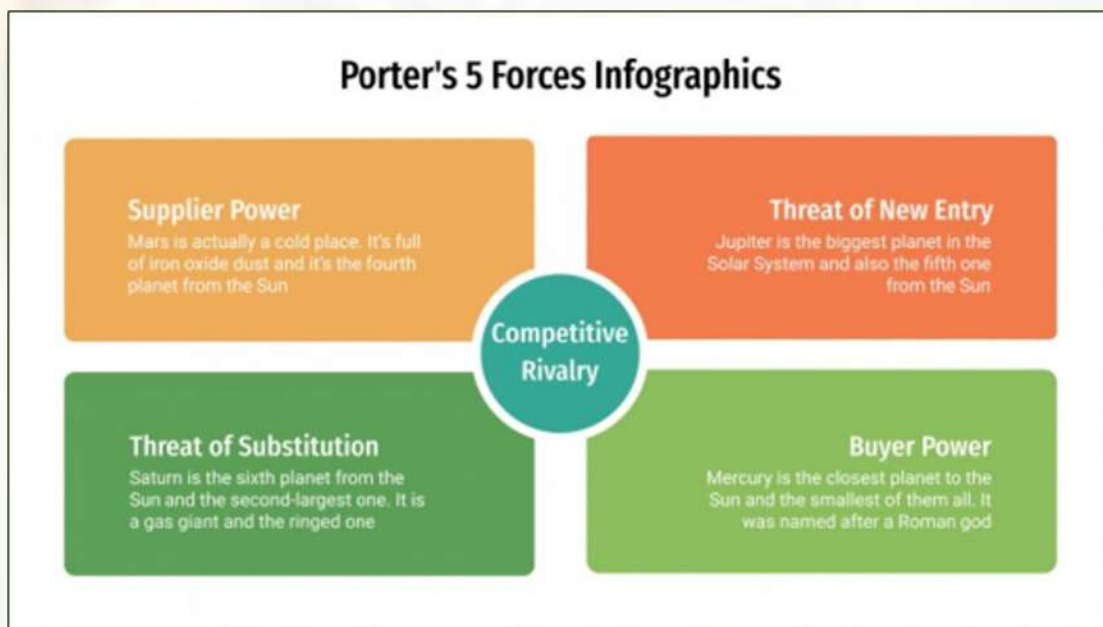 Porter's 5 Forces Infographics
Supplier Power
Mars is actually a cold place. It's full
of iron oxide dust and it's the fourth
planet from the Sun
Threat of New Entry
Jupiter is the biggest planet in the
Solar System and also the fifth one
from the Sun
Competitive
Rivalry
Threat of Substitution
Saturn is the sixth planet from the
Sun and the second-largest one. It is
a gas giant and the ringed one
Buyer Power
Mercury is the closest planet to the
Sun and the smallest of them all. It
was named after a Roman god